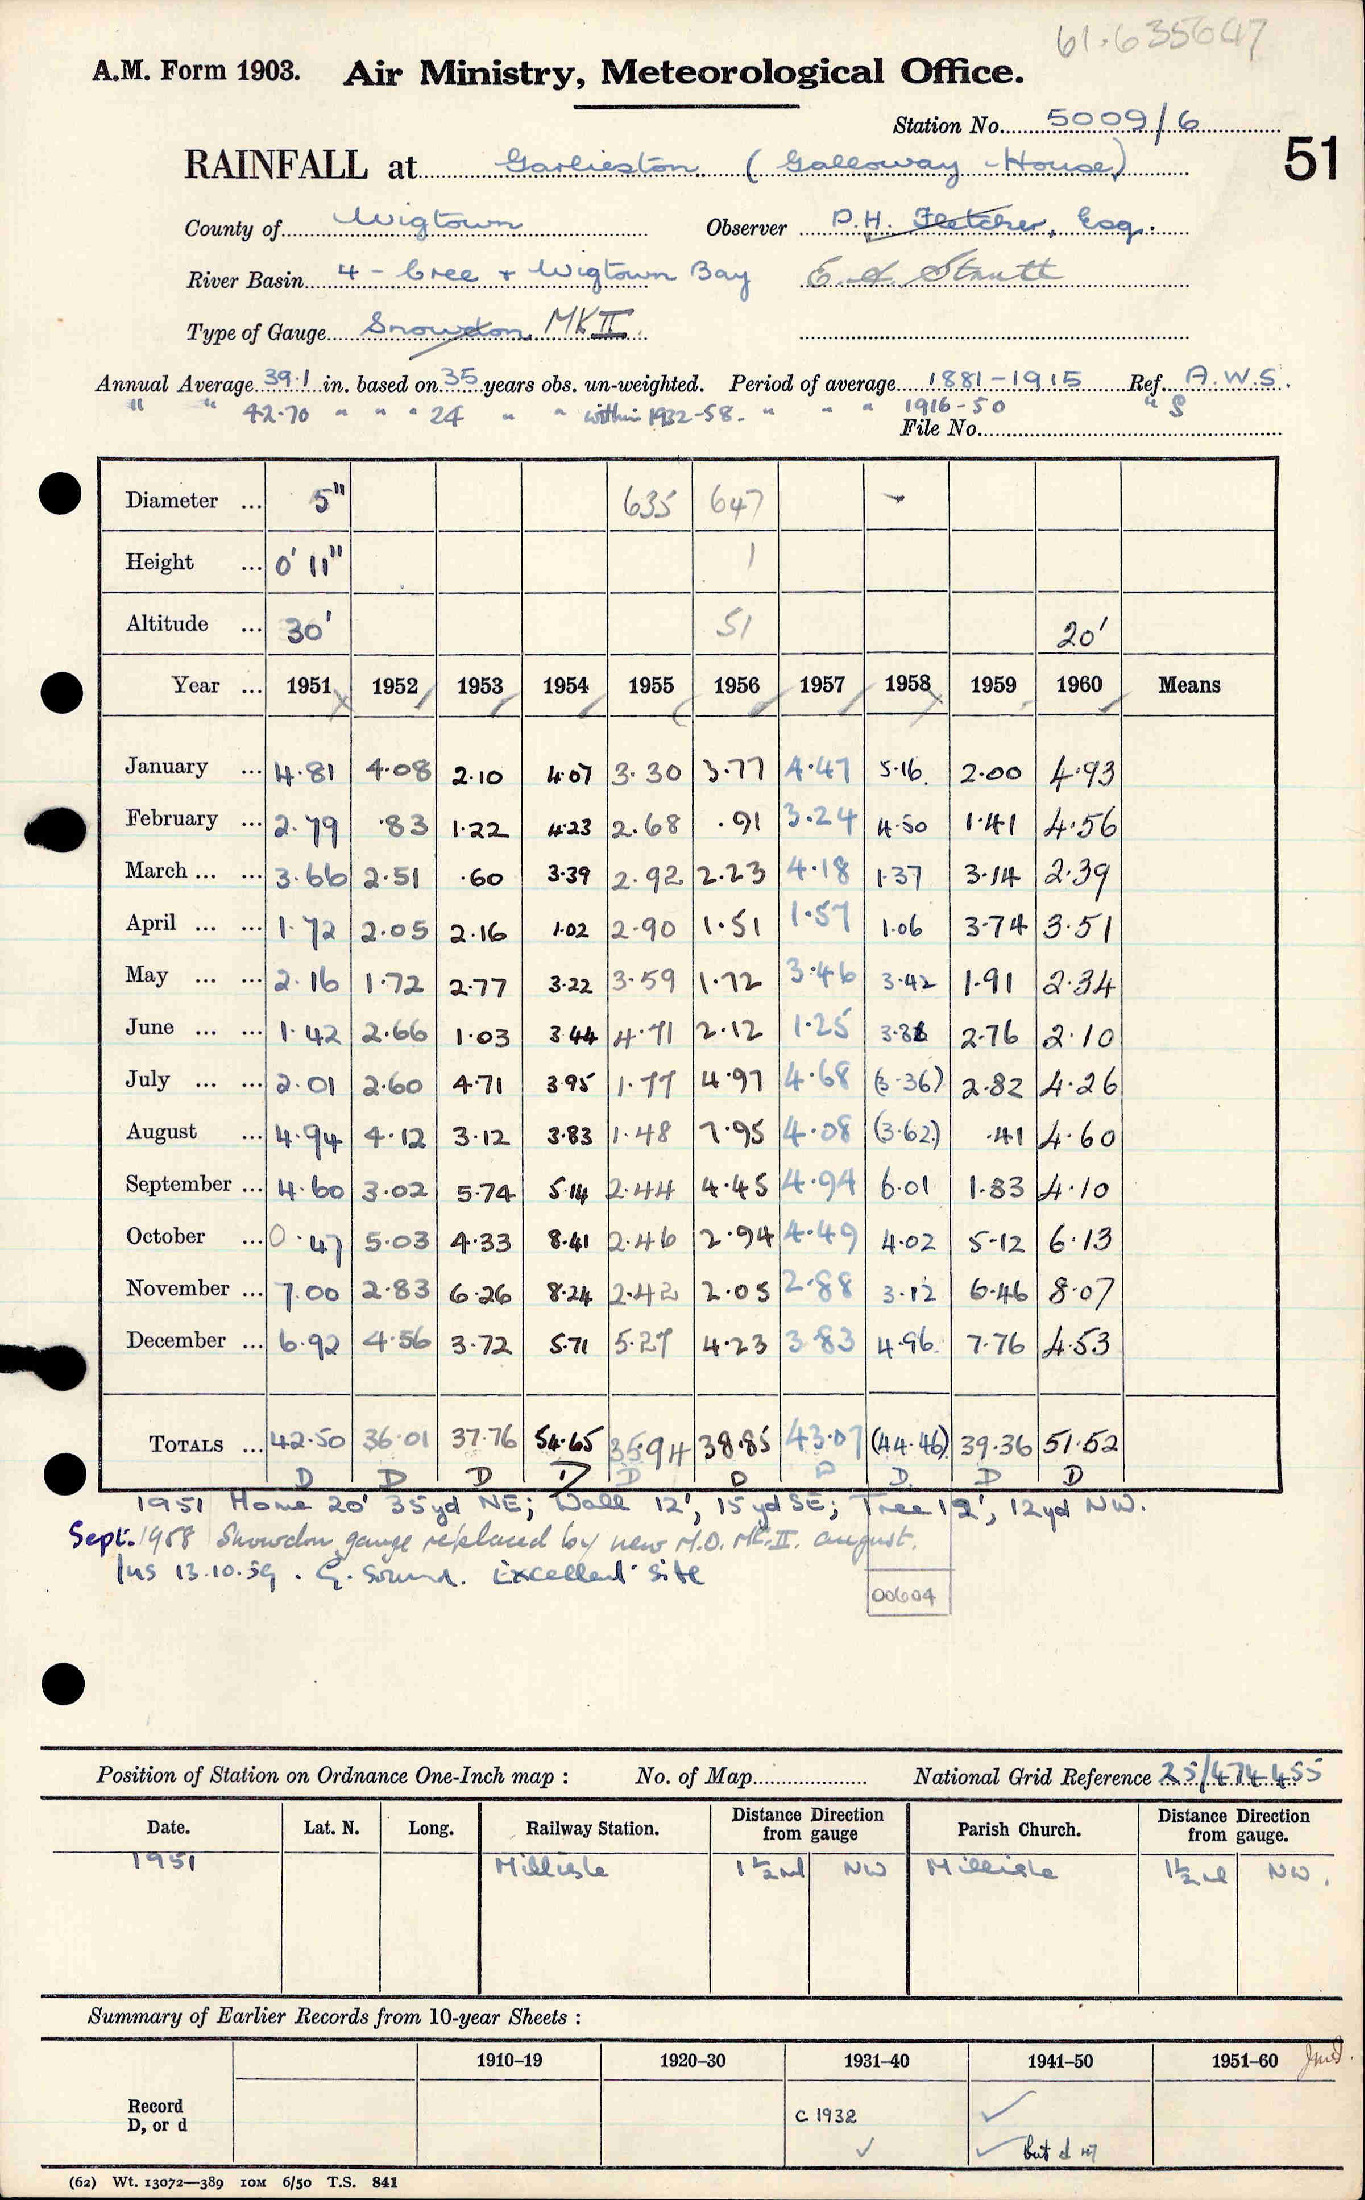 61.635647
A.M. Form 1903. Air Ministry, Meteorological Office.
Station No. 5009/6
51
RAINFALL at Garlieston (Galloway House)
County of Wigtown Observer P.H. Fletcher, Esq.
River Basin 4 - Cree + Wigtown Bay E A Strutt
Type of Gauge Snowdon MK II
Annual Average 39.1 in. based on 35 years obs. un-weighted. Period of average 1881-1915 Ref. A.W.S.
" " 42.70 " " " 24 " " within 1932-58. " " " 1916-50 " S
File No.
Diameter ... 5" 635 647
Height ... 0' 11" 1
Altitude ... 30' 51 20'
Year ... 1951 1952 1953 1954 1955 1956 1957 1958 1959 1960 Means
January ... 4.81 4.08 2.10 4.07 3.30 3.77 4.47 5.16 2.00 4.93
February ... 2.79 .83 1.22 4.23 2.68 .91 3.24 4.50 1.41 4.56
March ... ... 3.66 2.51 .60 3.39 2.92 2.23 4.18 1.37 3.14 2.39
April ... ... 1.72 2.05 2.16 1.02 2.90 1.51 1.57 1.06 3.74 3.51
May ... ... 2.16 1.72 2.77 3.22 3.59 1.72 3.46 3.42 1.91 2.34
June ... ... 1.42 2.66 1.03 3.44 4.71 2.12 1.25 2.76 2.10
July ... ... 2.01 2.60 4.71 3.95 1.77 4.97 4.68 (3.36) 2.82 4.26
August ... 4.94 4.12 3.12 3.83 1.48 7.95 4.08 (3.62) .41 4.60
September ... 4.60 3.02 5.74 5.14 2.44 4.45 4.94 6.01 1.83 4.10
October ... 0.47 5.03 4.33 8.41 2.46 2.94 4.49 4.02 5.12 6.13
November ... 7.00 2.83 6.26 8.24 2.42 2.05 2.88 3.12 6.46 8.07
December ... 6.92 4.56 3.72 5.71 5.27 4.23 3.83 4.96 7.76 4.53
TOTALS ... 42.50 36.01 37.76 54.65 35.94 38.85 43.07 (44.46) 39.36 51.52
D D D D D D D D. D D
1951 Home 20' 35yd NE; Wall 12', 15yd SE; Tree 12', 12yd NW.
Sept. 1958 Snowdon gauge replaced by new M.O. Mk.II. august.
Ins 13.10.59. G. Sound. Excellent site
00604
Position of Station on Ordnance One-Inch map : No. of Map National Grid Reference 25/474455
Date. Lat. N. Long. Railway Station. Distance Direction from gauge Parish Church. Distance Direction from gauge.
1951 Millisle 1½ml NW Millisle 1½ml NW.
Summary of Earlier Records from 10-year Sheets :
1910–19 1920–30 1931–40 1941–50 1951–60
Record
D, or d
c 1932 ✓
✓ ✓ but d 47
(62) Wt. 13072—389 10M 6/50 T.S. 841